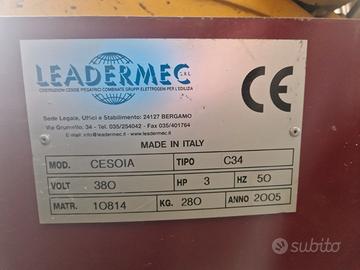 LEADERMEC S.R.L.
COSTRUZIONI CESOIE PIEGATRICI COMBINATE GRUPPI ELETTROGENI PER L'EDILIZIA
CE
Sede Legale, Uffici e Stabilimento: 24127 BERGAMO
Via Grumello, 34 - Tel. 035/254042 - Fax 035/401764
E-mail info@leadermec.it - www.leadermec.it
MADE IN ITALY
MOD. CESOIA TIPO C34
VOLT 380 HP 3 HZ 50
MATR. 10814 KG. 280 ANNO 2005
subito